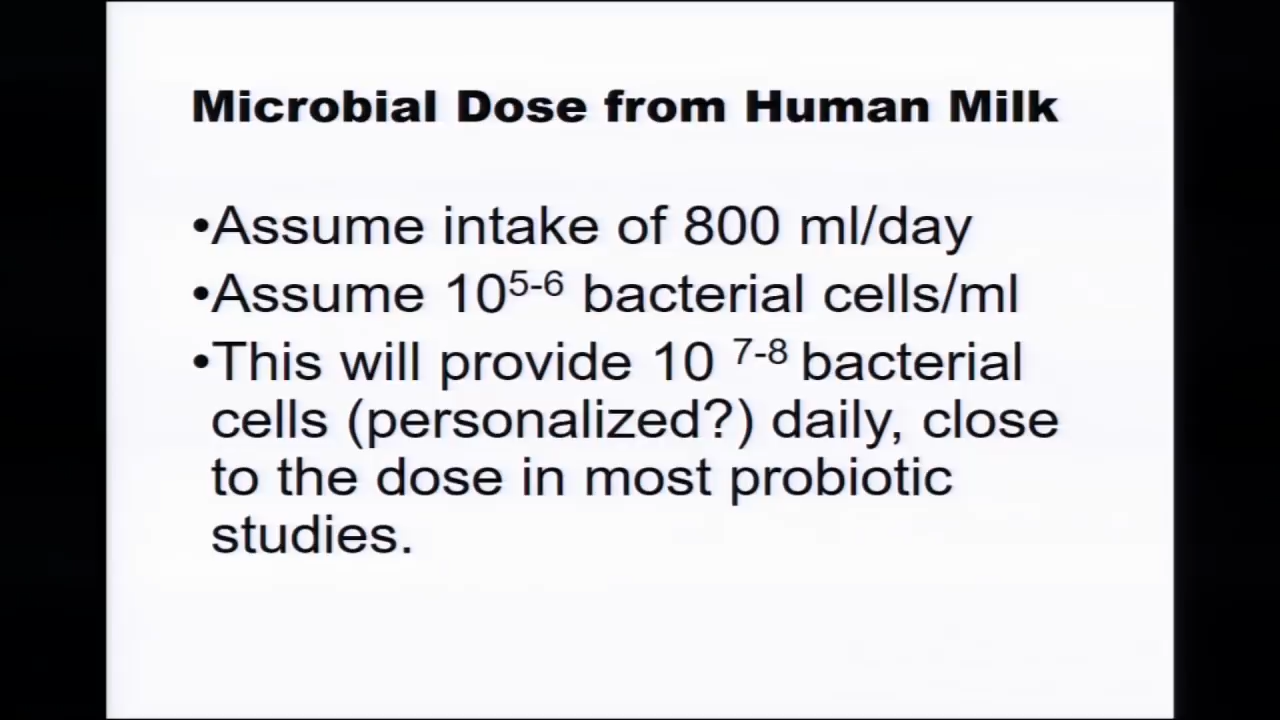 Microbial Dose from Human Milk
•Assume intake of 800 ml/day
•Assume 10⁵⁻⁶ bacterial cells/ml
•This will provide 10 ⁷⁻⁸ bacterial
cells (personalized?) daily, close
to the dose in most probiotic
studies.